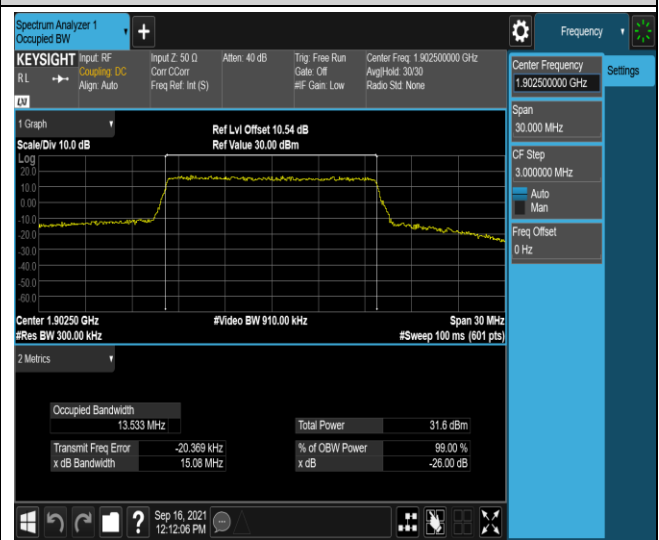 Spectrum Analyzer 1
Occupied BW
Frequency
KEYSIGHT
RL
LVI
Input: RF
Coupling: DC
Align: Auto
Input Z: 50 Ω
Corr CCorr
Freq Ref: Int (S)
Atten: 40 dB
Trig: Free Run
Gate: Off
#IF Gain: Low
Center Freq: 1.902500000 GHz
Avg|Hold: 30/30
Radio Std: None
Center Frequency
1.902500000 GHz
Settings
Span
30.000 MHz
CF Step
3.000000 MHz
Auto
Man
Freq Offset
0 Hz
1 Graph
Scale/Div 10.0 dB
Ref Lvl Offset 10.54 dB
Ref Value 30.00 dBm
Log
20.0
10.0
0.00
-10.0
-20.0
-30.0
-40.0
-50.0
-60.0
Center 1.90250 GHz
#Video BW 910.00 kHz
Span 30 MHz
#Res BW 300.00 kHz
#Sweep 100 ms (601 pts)
2 Metrics
Occupied Bandwidth
13.533 MHz
Total Power 31.6 dBm
Transmit Freq Error -20.369 kHz
% of OBW Power 99.00 %
x dB Bandwidth 15.08 MHz
x dB -26.00 dB
?
Sep 16, 2021
12:12:06 PM